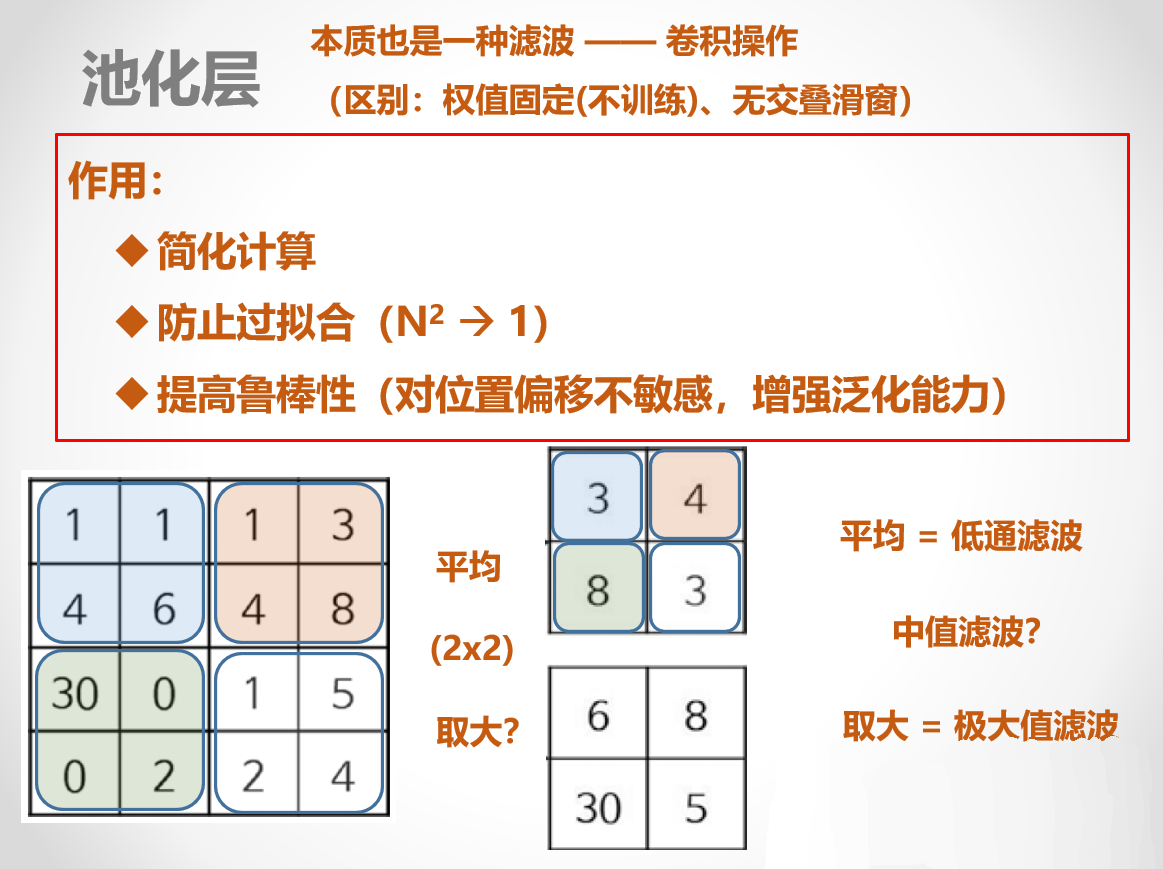 池化层
本质也是一种滤波 —— 卷积操作
（区别：权值固定(不训练)、无交叠滑窗）
作用：
◆ 简化计算
◆ 防止过拟合（N² → 1）
◆ 提高鲁棒性（对位置偏移不敏感，增强泛化能力）
1 1 1 3
4 6 4 8
30 0 1 5
0 2 2 4
平均
(2x2)
取大？
3 4
8 3
6 8
30 5
平均 = 低通滤波
中值滤波？
取大 = 极大值滤波